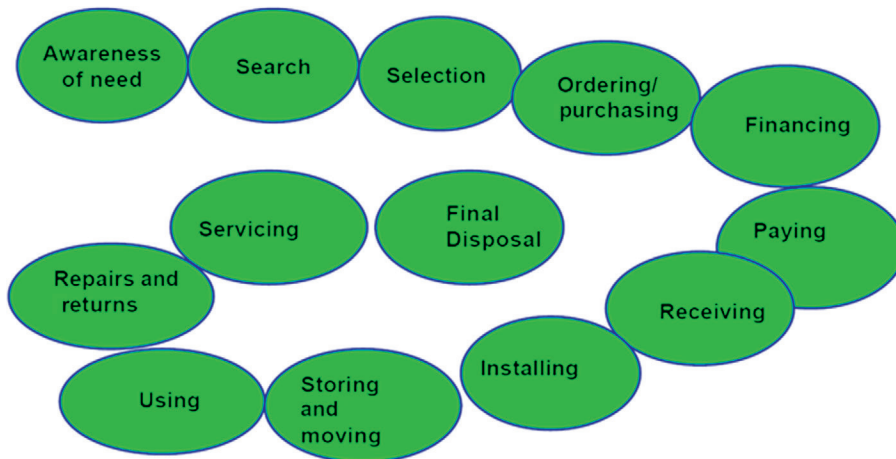 Awareness
of need
Search
Selection
Ordering/
purchasing
Financing
Paying
Receiving
Installing
Storing
and
moving
Using
Repairs and
returns
Servicing
Final
Disposal